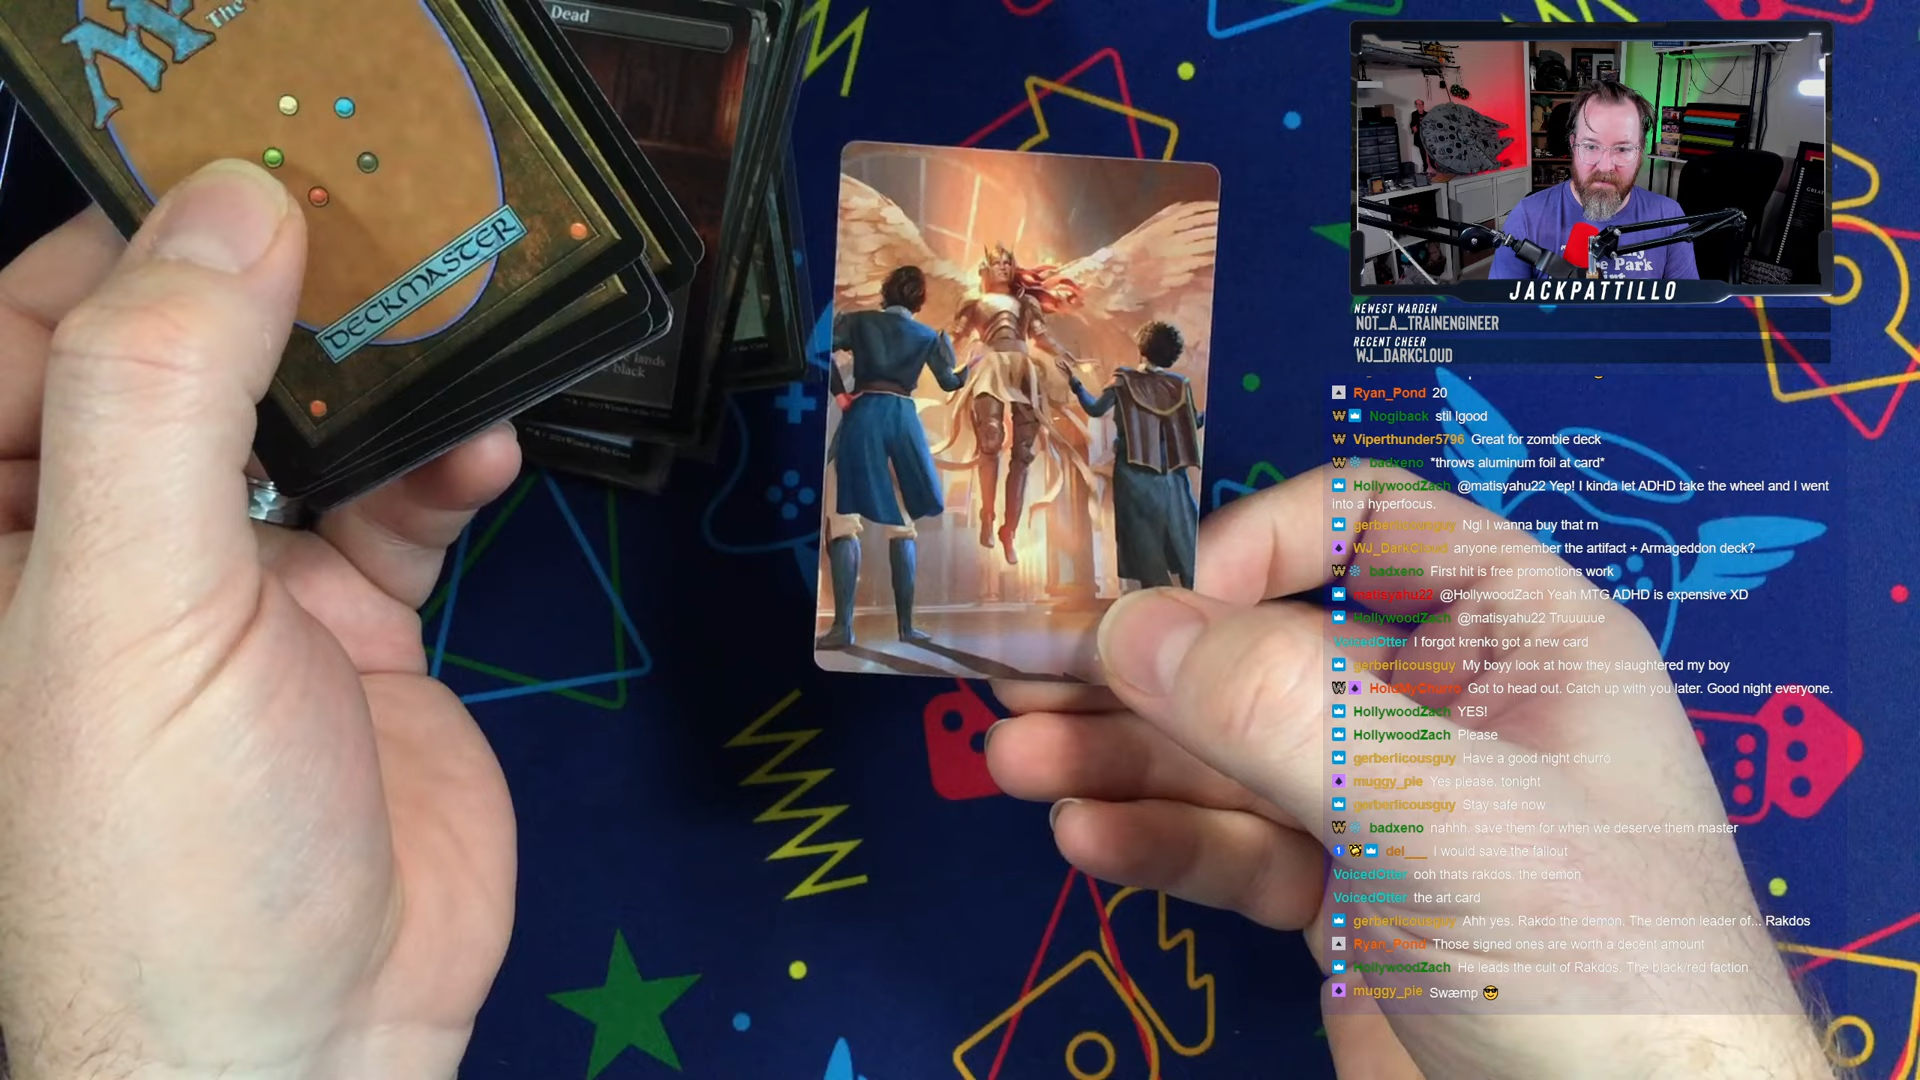 The
Dead
DECKMASTER
lands
black
JACKPATTILLO
NEWEST WARDEN
NOT_A_TRAINENGINEER
RECENT CHEER
WJ_DARKCLOUD
Ryan_Pond 20
Nogiback stil lgood
Viperthunder5796 Great for zombie deck
badxeno *throws aluminum foil at card*
HollywoodZach @matisyahu22 Yep! I kinda let ADHD take the wheel and I went
into a hyperfocus.
gerberlicousguy Ngl I wanna buy that rn
WJ_DarkCloud anyone remember the artifact + Armageddon deck?
badxeno First hit is free promotions work
matisyahu22 @HollywoodZach Yeah MTG ADHD is expensive XD
HollywoodZach @matisyahu22 Truuuuue
VoicedOtter I forgot krenko got a new card
gerberlicousguy My boyy look at how they slaughtered my boy
HoldMyChurro Got to head out. Catch up with you later. Good night everyone.
HollywoodZach YES!
HollywoodZach Please
gerberlicousguy Have a good night churro
muggy_pie Yes please. tonight
gerberlicousguy Stay safe now
badxeno nahhh. save them for when we deserve them master
del___ I would save the fallout
VoicedOtter ooh thats rakdos. the demon
VoicedOtter the art card
gerberlicousguy Ahh yes. Rakdo the demon. The demon leader of... Rakdos
Ryan_Pond Those signed ones are worth a decent amount
HollywoodZach He leads the cult of Rakdos. The black/red faction
muggy_pie Swæmp 😎